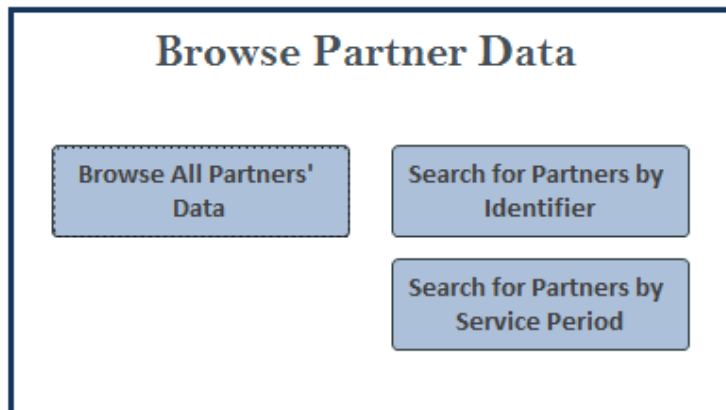 Browse Partner Data
Browse All Partners'
Data
Search for Partners by
Identifier
Search for Partners by
Service Period